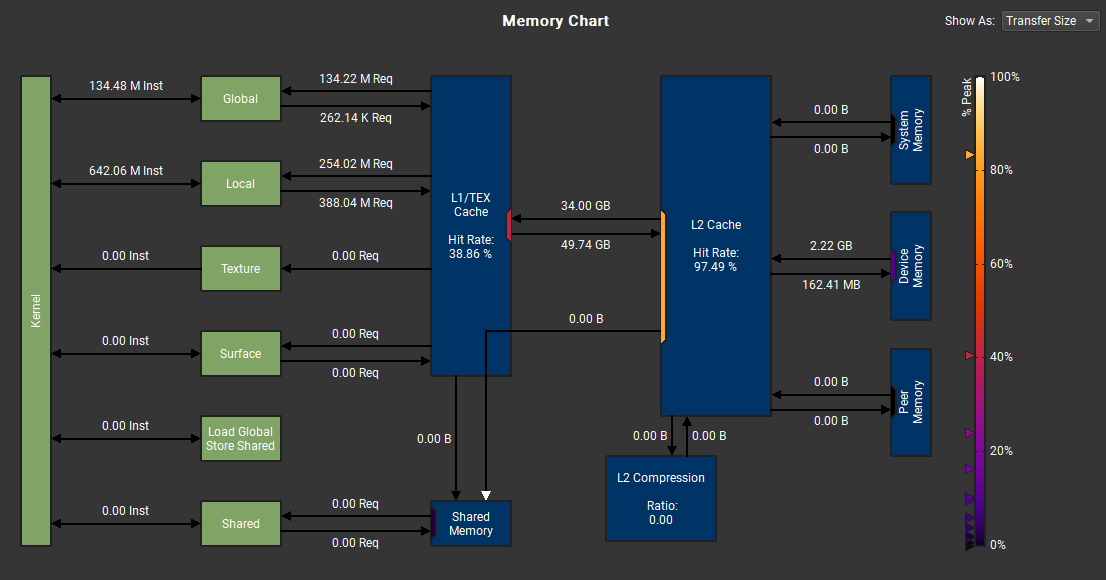 Memory Chart
Show As: Transfer Size
Kernel
134.48 M Inst
Global
134.22 M Req
262.14 K Req
642.06 M Inst
Local
254.02 M Req
388.04 M Req
0.00 Inst
Texture
0.00 Req
0.00 Inst
Surface
0.00 Req
0.00 Req
0.00 Inst
Load Global
Store Shared
0.00 Inst
Shared
0.00 Req
0.00 Req
L1/TEX
Cache
Hit Rate:
38.86 %
0.00 B
Shared
Memory
34.00 GB
49.74 GB
0.00 B
L2 Cache
Hit Rate:
97.49 %
0.00 B
0.00 B
L2 Compression
Ratio:
0.00
0.00 B
0.00 B
System
Memory
2.22 GB
162.41 MB
Device
Memory
0.00 B
0.00 B
Peer
Memory
% Peak
100%
80%
60%
40%
20%
0%